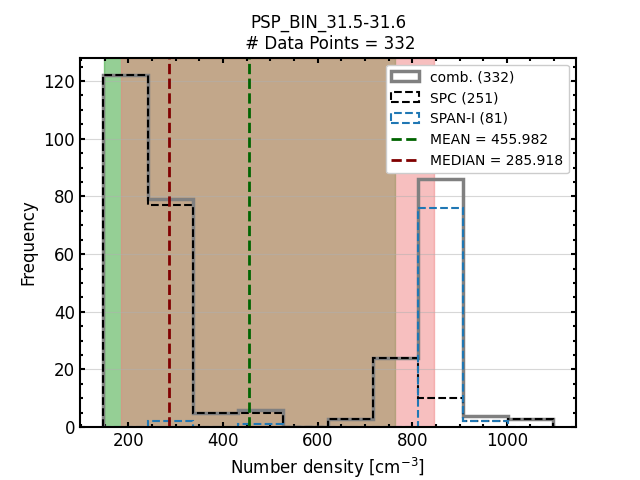 PSP_BIN_31.5-31.6
# Data Points = 332
comb. (332)
SPC (251)
SPAN-I (81)
MEAN = 455.982
MEDIAN = 285.918
Frequency
120
100
80
60
40
20
0
200 400 600 800 1000
Number density [cm⁻³]